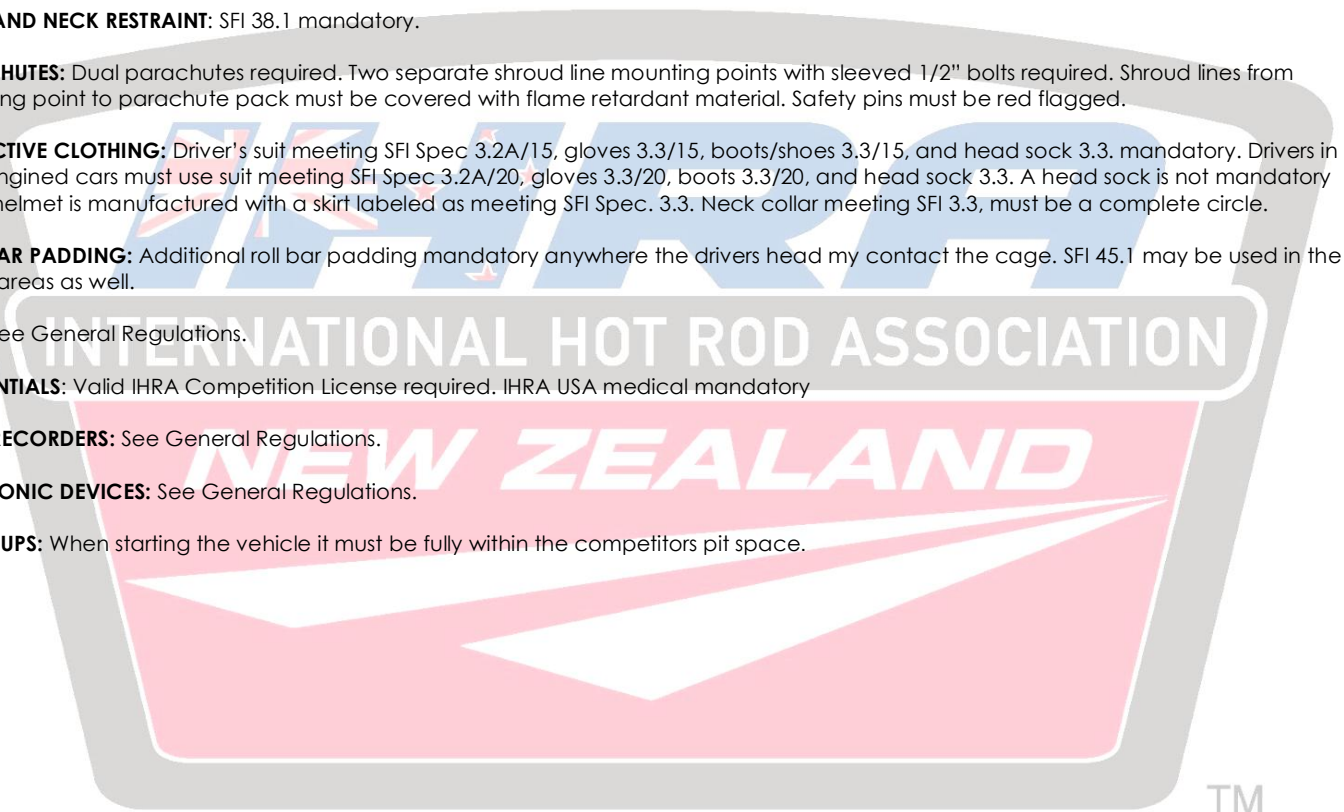 AND NECK RESTRAINT: SFI 38.1 mandatory.
HUTES: Dual parachutes required. Two separate shroud line mounting points with sleeved 1/2” bolts required. Shroud lines from
ng point to parachute pack must be covered with flame retardant material. Safety pins must be red flagged.
CTIVE CLOTHING: Driver’s suit meeting SFI Spec 3.2A/15, gloves 3.3/15, boots/shoes 3.3/15, and head sock 3.3. mandatory. Drivers in
ngined cars must use suit meeting SFI Spec 3.2A/20, gloves 3.3/20, boots 3.3/20, and head sock 3.3. A head sock is not mandatory
helmet is manufactured with a skirt labeled as meeting SFI Spec. 3.3. Neck collar meeting SFI 3.3, must be a complete circle.
AR PADDING: Additional roll bar padding mandatory anywhere the drivers head my contact the cage. SFI 45.1 may be used in the
areas as well.
ee General Regulations.
NTIALS: Valid IHRA Competition License required. IHRA USA medical mandatory
RECORDERS: See General Regulations.
ONIC DEVICES: See General Regulations.
UPS: When starting the vehicle it must be fully within the competitors pit space.
IHRA
INTERNATIONAL HOT ROD ASSOCIATION
NEW ZEALAND
TM